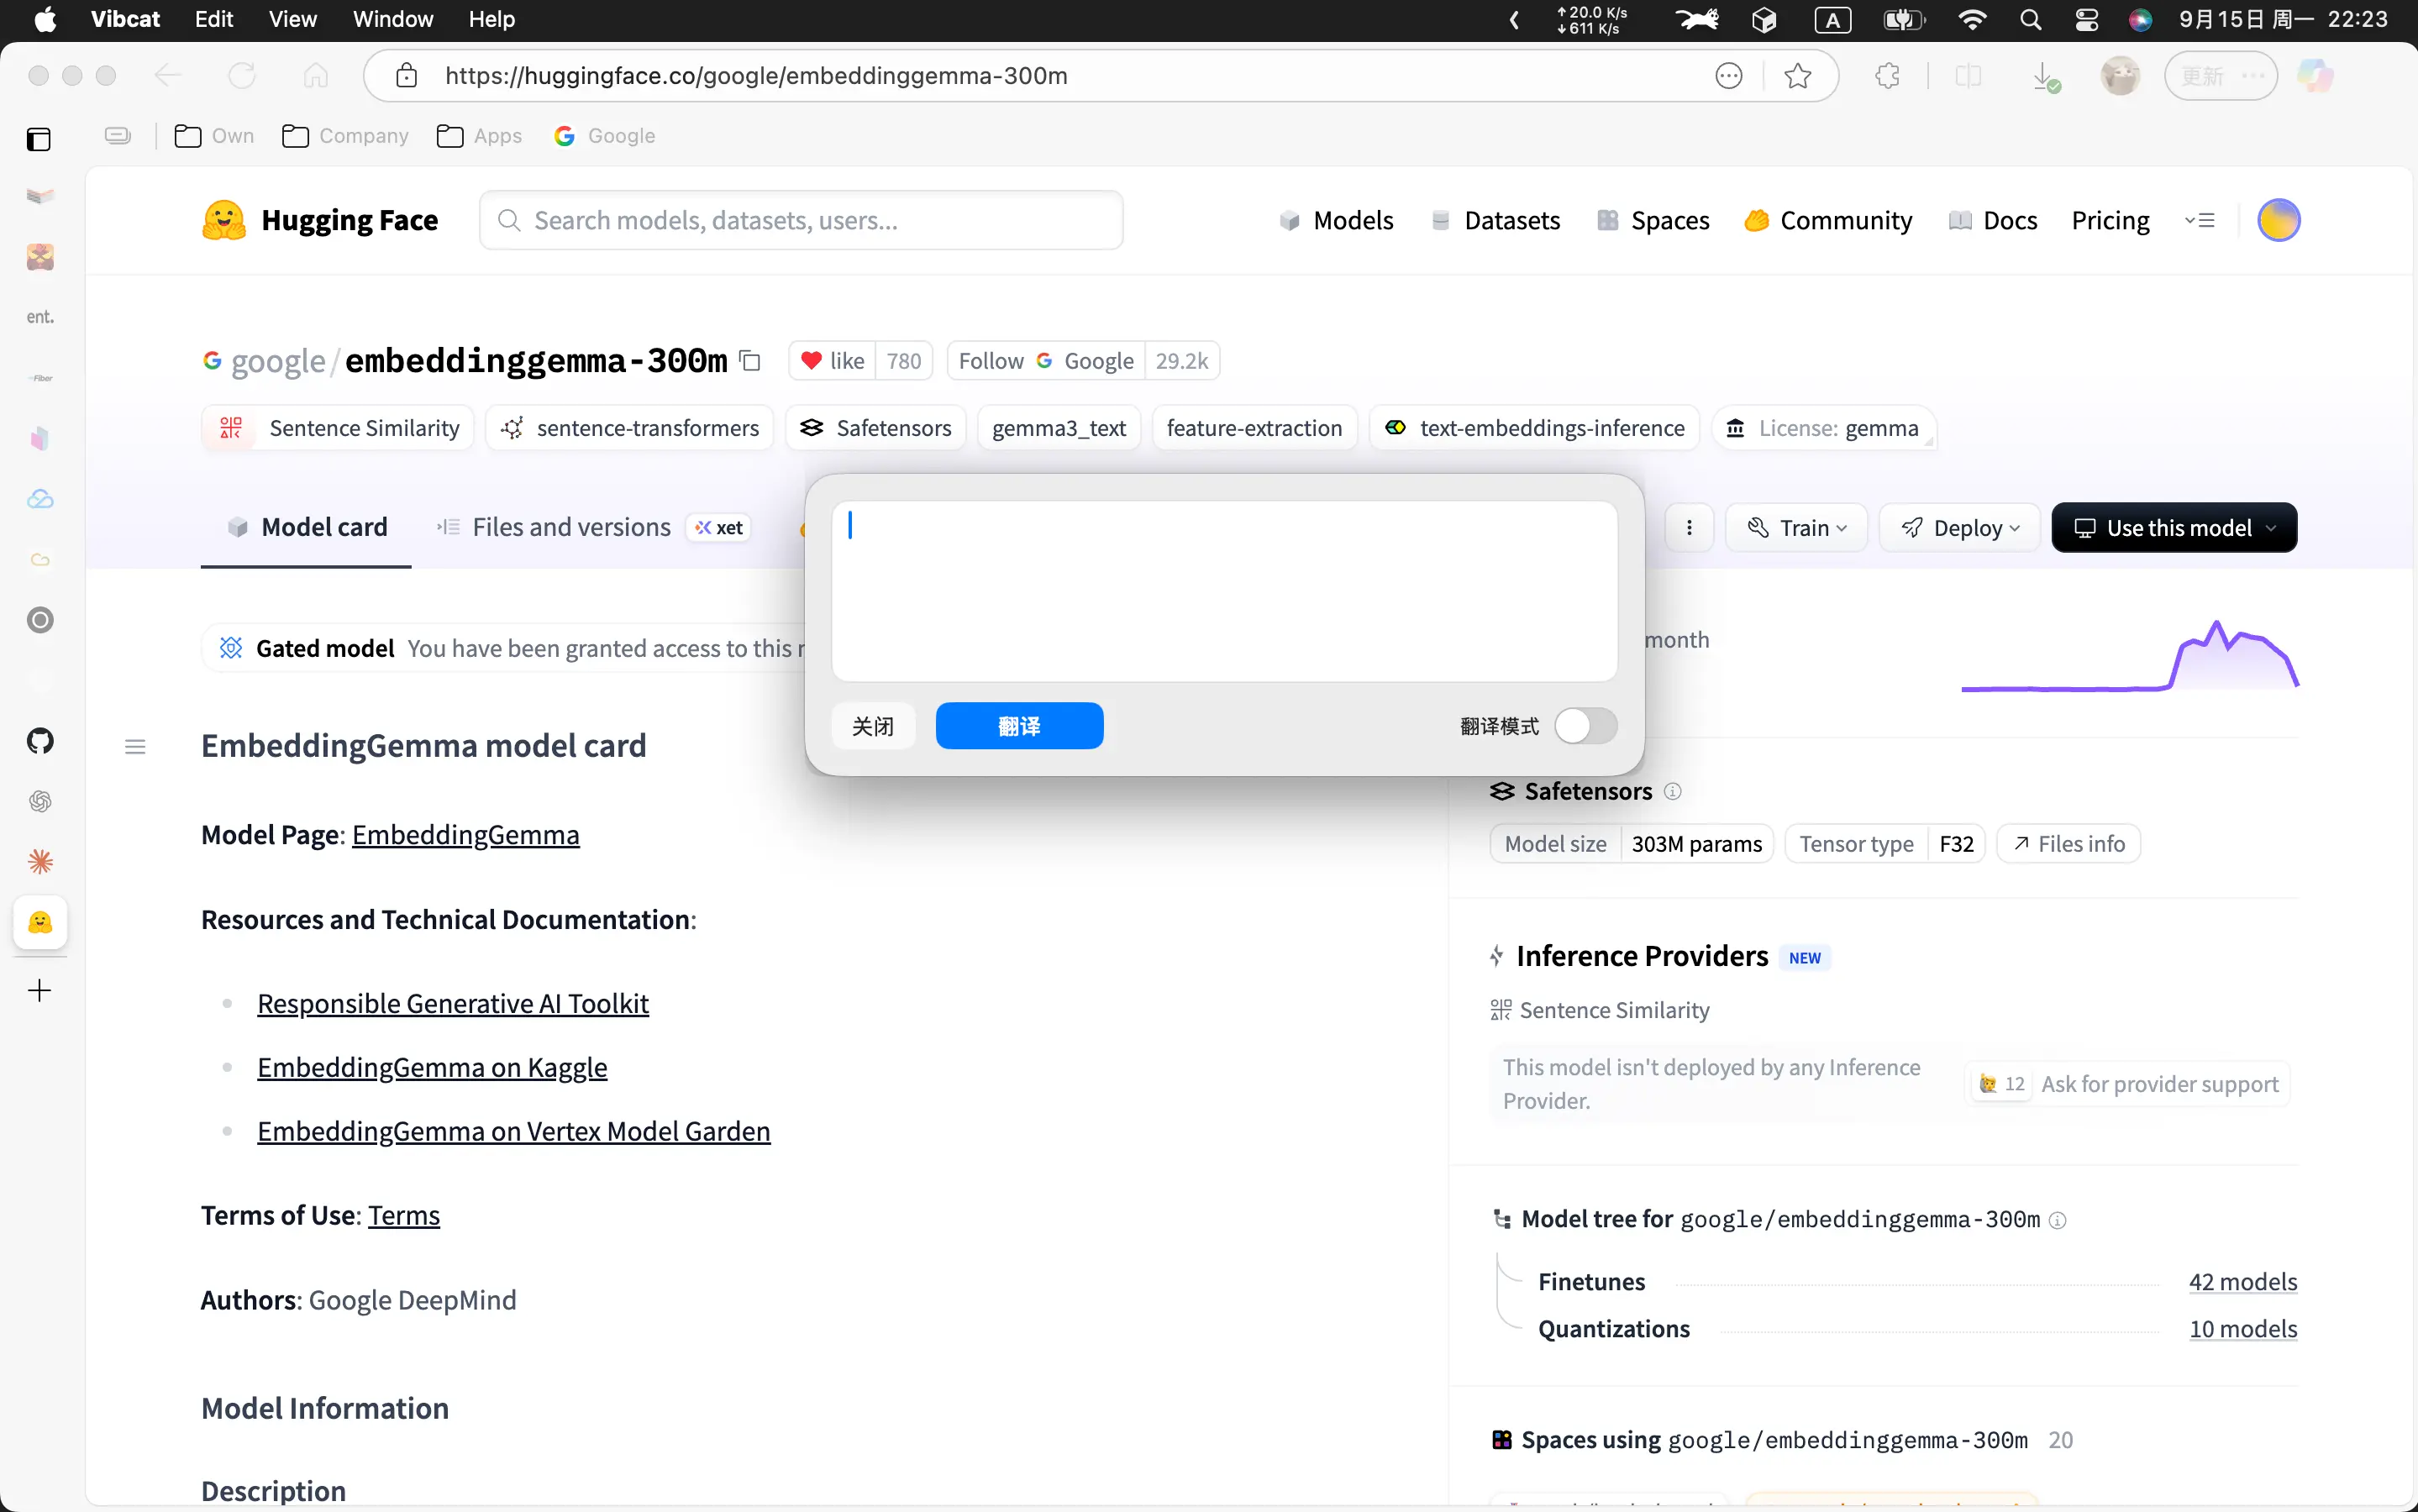 Vibcat Edit View Window Help
20.0 K/s
611 K/s
A
9月15日 周一 22:23
https://huggingface.co/google/embeddinggemma-300m
更新
Own Company Apps Google
ent.
Fiber
Hugging Face
Search models, datasets, users...
Models Datasets Spaces Community Docs Pricing
google/embeddinggemma-300m
like 780
Follow Google 29.2k
Sentence Similarity sentence-transformers Safetensors gemma3_text feature-extraction text-embeddings-inference License: gemma
Model card Files and versions xet
Train Deploy Use this model
关闭 翻译 翻译模式
Gated model You have been granted access to this
month
EmbeddingGemma model card
Model Page: EmbeddingGemma
Resources and Technical Documentation:
Responsible Generative AI Toolkit
EmbeddingGemma on Kaggle
EmbeddingGemma on Vertex Model Garden
Terms of Use: Terms
Authors: Google DeepMind
Model Information
Description
Safetensors
Model size 303M params Tensor type F32 Files info
Inference Providers NEW
Sentence Similarity
This model isn't deployed by any Inference
Provider.
12 Ask for provider support
Model tree for google/embeddinggemma-300m
Finetunes 42 models
Quantizations 10 models
Spaces using google/embeddinggemma-300m 20